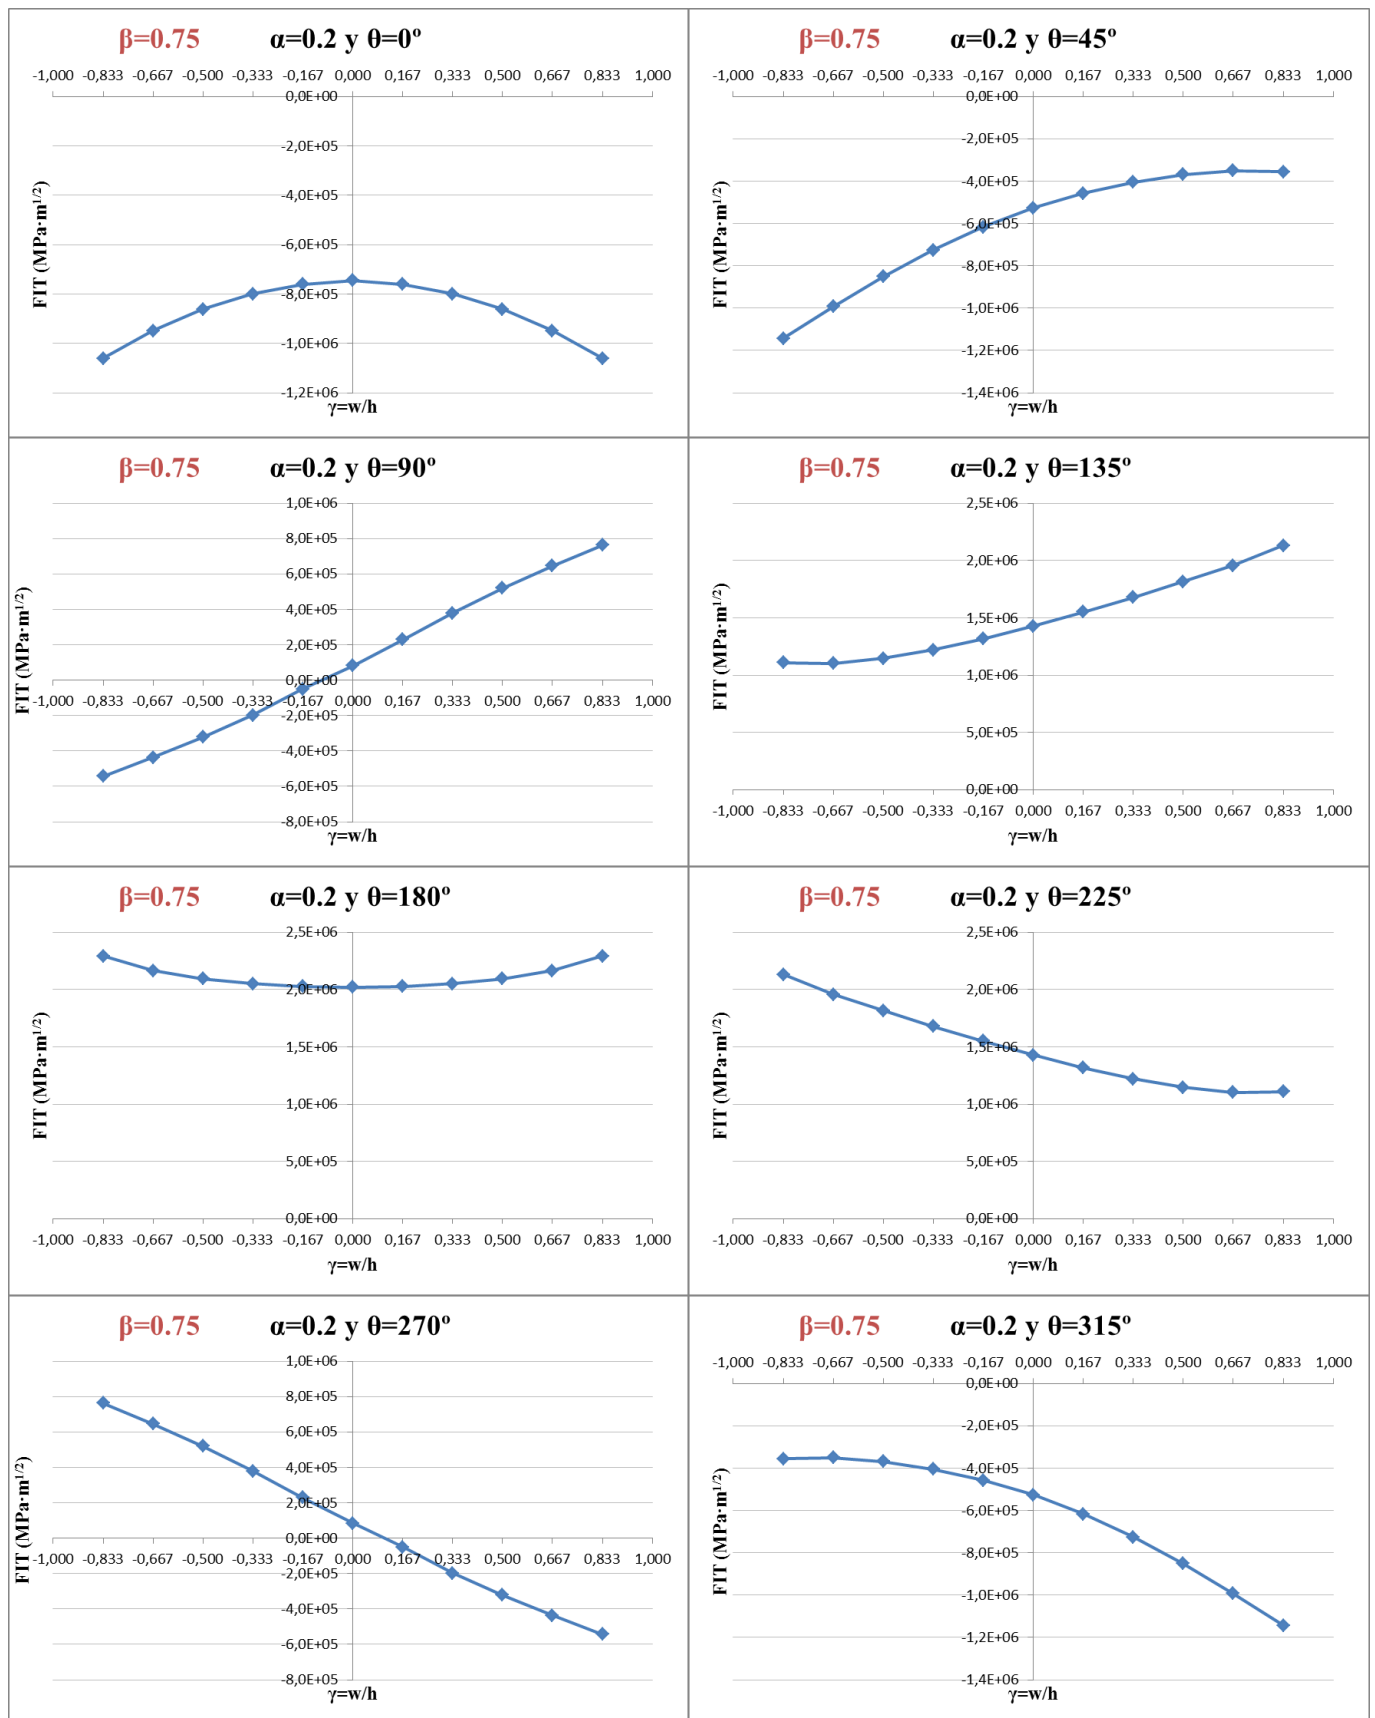 β=0.75 α=0.2 y θ=0º
-1,000 -0,833 -0,667 -0,500 -0,333 -0,167 0,000 0,167 0,333 0,500 0,667 0,833 1,000
0,0E+00
-2,0E+05
-4,0E+05
-6,0E+05
-8,0E+05
-1,0E+06
-1,2E+06
FIT (MPa·m1/2)
γ=w/h
β=0.75 α=0.2 y θ=45º
-1,000 -0,833 -0,667 -0,500 -0,333 -0,167 0,000 0,167 0,333 0,500 0,667 0,833 1,000
0,0E+00
-2,0E+05
-4,0E+05
-6,0E+05
-8,0E+05
-1,0E+06
-1,2E+06
-1,4E+06
FIT (MPa·m1/2)
γ=w/h
β=0.75 α=0.2 y θ=90º
1,0E+06
8,0E+05
6,0E+05
4,0E+05
2,0E+05
0,0E+00
-1,000 -0,833 -0,667 -0,500 -0,333 -0,167 0,000 0,167 0,333 0,500 0,667 0,833 1,000
-2,0E+05
-4,0E+05
-6,0E+05
-8,0E+05
FIT (MPa·m1/2)
γ=w/h
β=0.75 α=0.2 y θ=135º
2,5E+06
2,0E+06
1,5E+06
1,0E+06
5,0E+05
0,0E+00
-1,000 -0,833 -0,667 -0,500 -0,333 -0,167 0,000 0,167 0,333 0,500 0,667 0,833 1,000
FIT (MPa·m1/2)
γ=w/h
β=0.75 α=0.2 y θ=180º
2,5E+06
2,0E+06
1,5E+06
1,0E+06
5,0E+05
0,0E+00
-1,000 -0,833 -0,667 -0,500 -0,333 -0,167 0,000 0,167 0,333 0,500 0,667 0,833 1,000
FIT (MPa·m1/2)
γ=w/h
β=0.75 α=0.2 y θ=225º
2,5E+06
2,0E+06
1,5E+06
1,0E+06
5,0E+05
0,0E+00
-1,000 -0,833 -0,667 -0,500 -0,333 -0,167 0,000 0,167 0,333 0,500 0,667 0,833 1,000
FIT (MPa·m1/2)
γ=w/h
β=0.75 α=0.2 y θ=270º
1,0E+06
8,0E+05
6,0E+05
4,0E+05
2,0E+05
0,0E+00
-1,000 -0,833 -0,667 -0,500 -0,333 -0,167 0,000 0,167 0,333 0,500 0,667 0,833 1,000
-2,0E+05
-4,0E+05
-6,0E+05
-8,0E+05
FIT (MPa·m1/2)
γ=w/h
β=0.75 α=0.2 y θ=315º
-1,000 -0,833 -0,667 -0,500 -0,333 -0,167 0,000 0,167 0,333 0,500 0,667 0,833 1,000
0,0E+00
-2,0E+05
-4,0E+05
-6,0E+05
-8,0E+05
-1,0E+06
-1,2E+06
-1,4E+06
FIT (MPa·m1/2)
γ=w/h